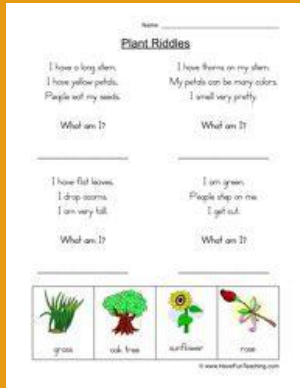 Name
Plant Riddles
I have a long stem.
I have yellow petals.
People eat my seeds.
What am I?
I have thorns on my stem.
My petals can be many colors.
I smell very pretty.
What am I?
I have flat leaves.
I drop acorns.
I am very tall.
What am I?
I am green.
People step on me.
I get cut.
What am I?
grass
oak tree
sunflower
rose
© www.HaveFunTeaching.com